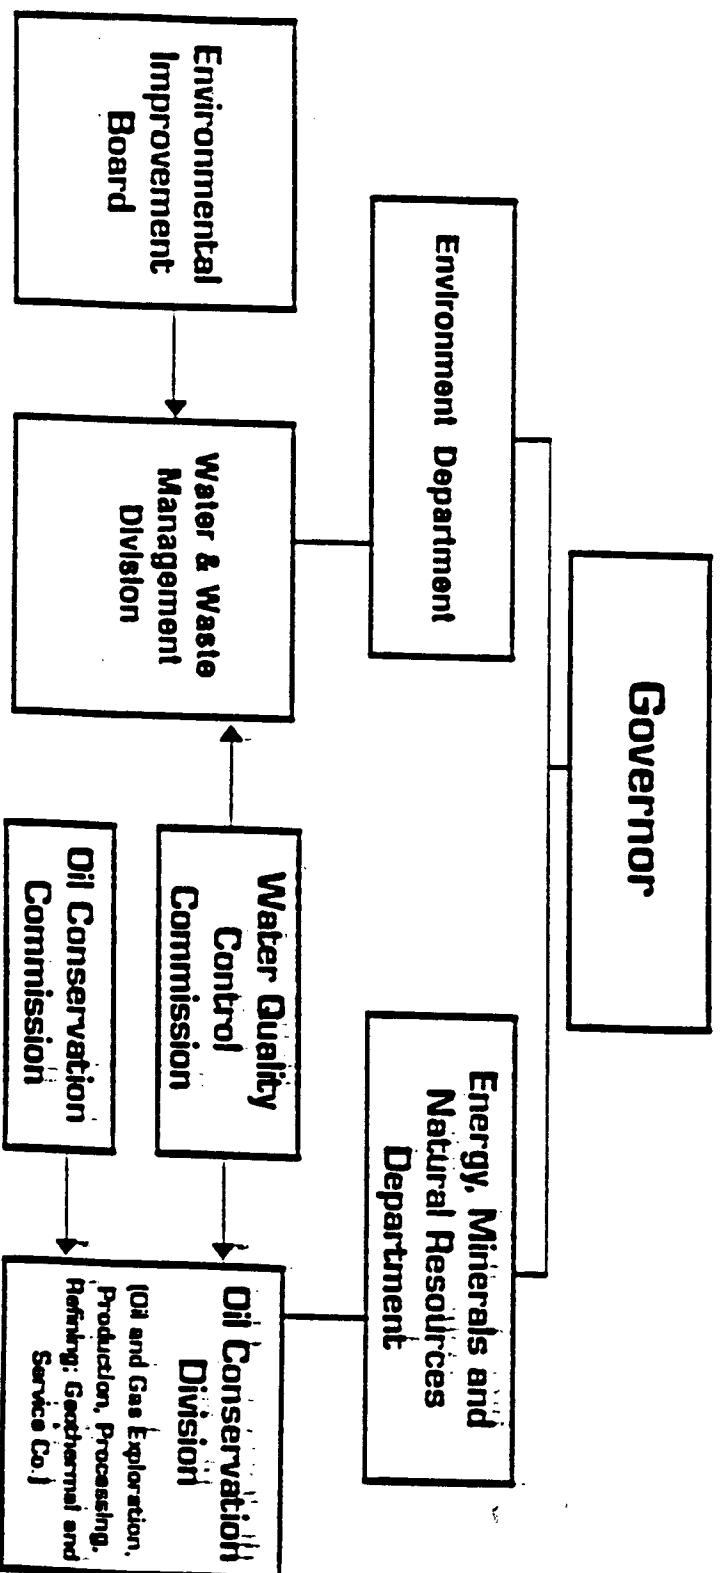 Governor
Environment Department
Energy, Minerals and
Natural Resources
Department
Environmental
Improvement
Board
Water & Waste
Management
Division
Water Quality
Control
Commission
Oil Conservation
Commission
Oil Conservation
Division
(Oil and Gas Exploration,
Production, Processing,
Refining; Geothermal and
Service Co.)